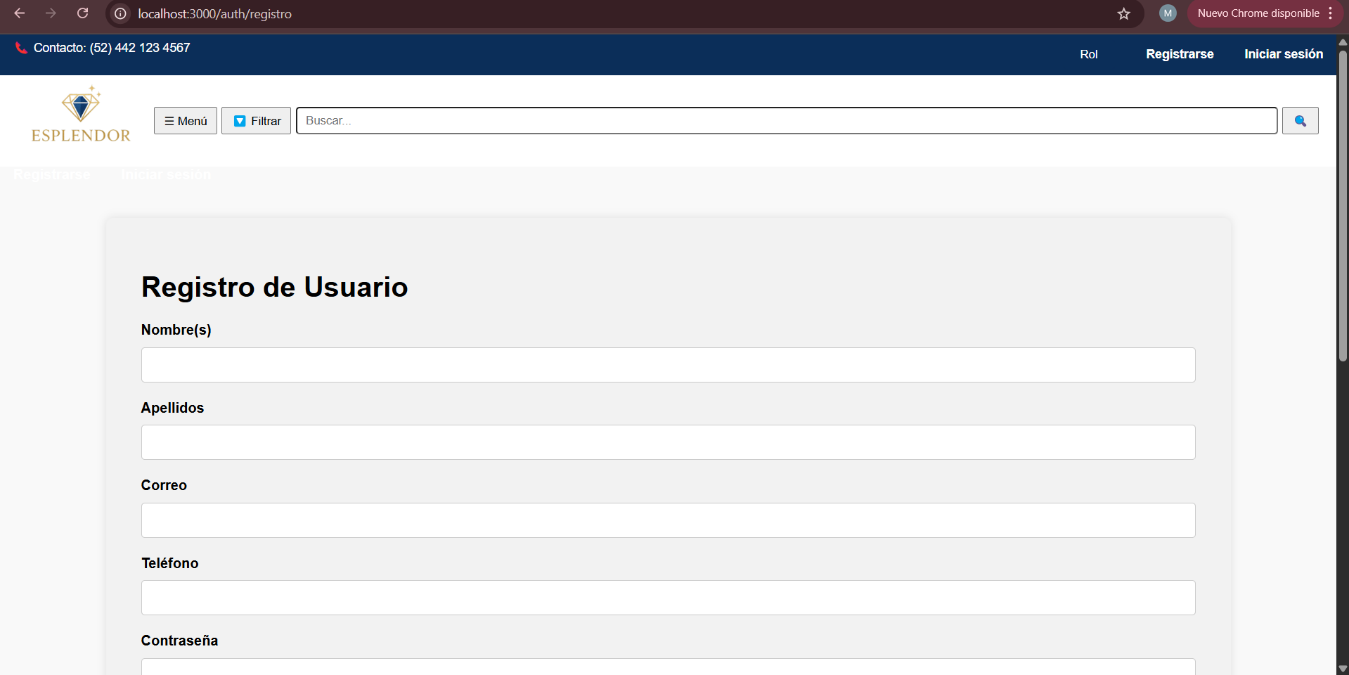 localhost:3000/auth/registro
M
Nuevo Chrome disponible
Contacto: (52) 442 123 4567
Rol
Registrarse
Iniciar sesión
ESPLENDOR
☰ Menú
Filtrar
Buscar...
Registrarse
Iniciar sesión
Registro de Usuario
Nombre(s)
Apellidos
Correo
Teléfono
Contraseña